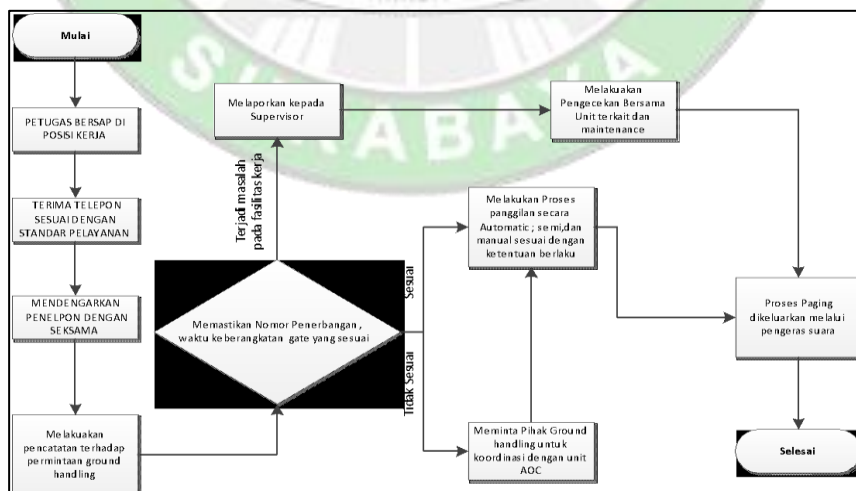 Mulai
PETUGAS BERSAP DI
POSISI KERJA
TERIMA TELEPON
SESUAI DENGAN
STANDAR PELAYANAN
MENDENGARKAN
PENELPON DENGAN
SEKSAMA
Melakuakan
pencatatan terhadap
permintaan ground
handling
Memastikan Nomor Penerbangan ,
waktu keberangkatan gate yang sesuai
Terjadi masalah
pada fasilitas kerja
Melaporkan kepada
Supervisor
Melakuakan
Pengecekan Bersama
Unit terkait dan
maintenance
Sesuai
Melakukan Proses
panggilan secara
Automatic ; semi,dan
manual sesuai dengan
ketentuan berlaku
Tidak Sesuai
Meminta Pihak Ground
handling untuk
koordinasi dengan unit
AOC
Proses Paging
dikeluarkan melalui
pengeras suara
Selesai
SURABAYA